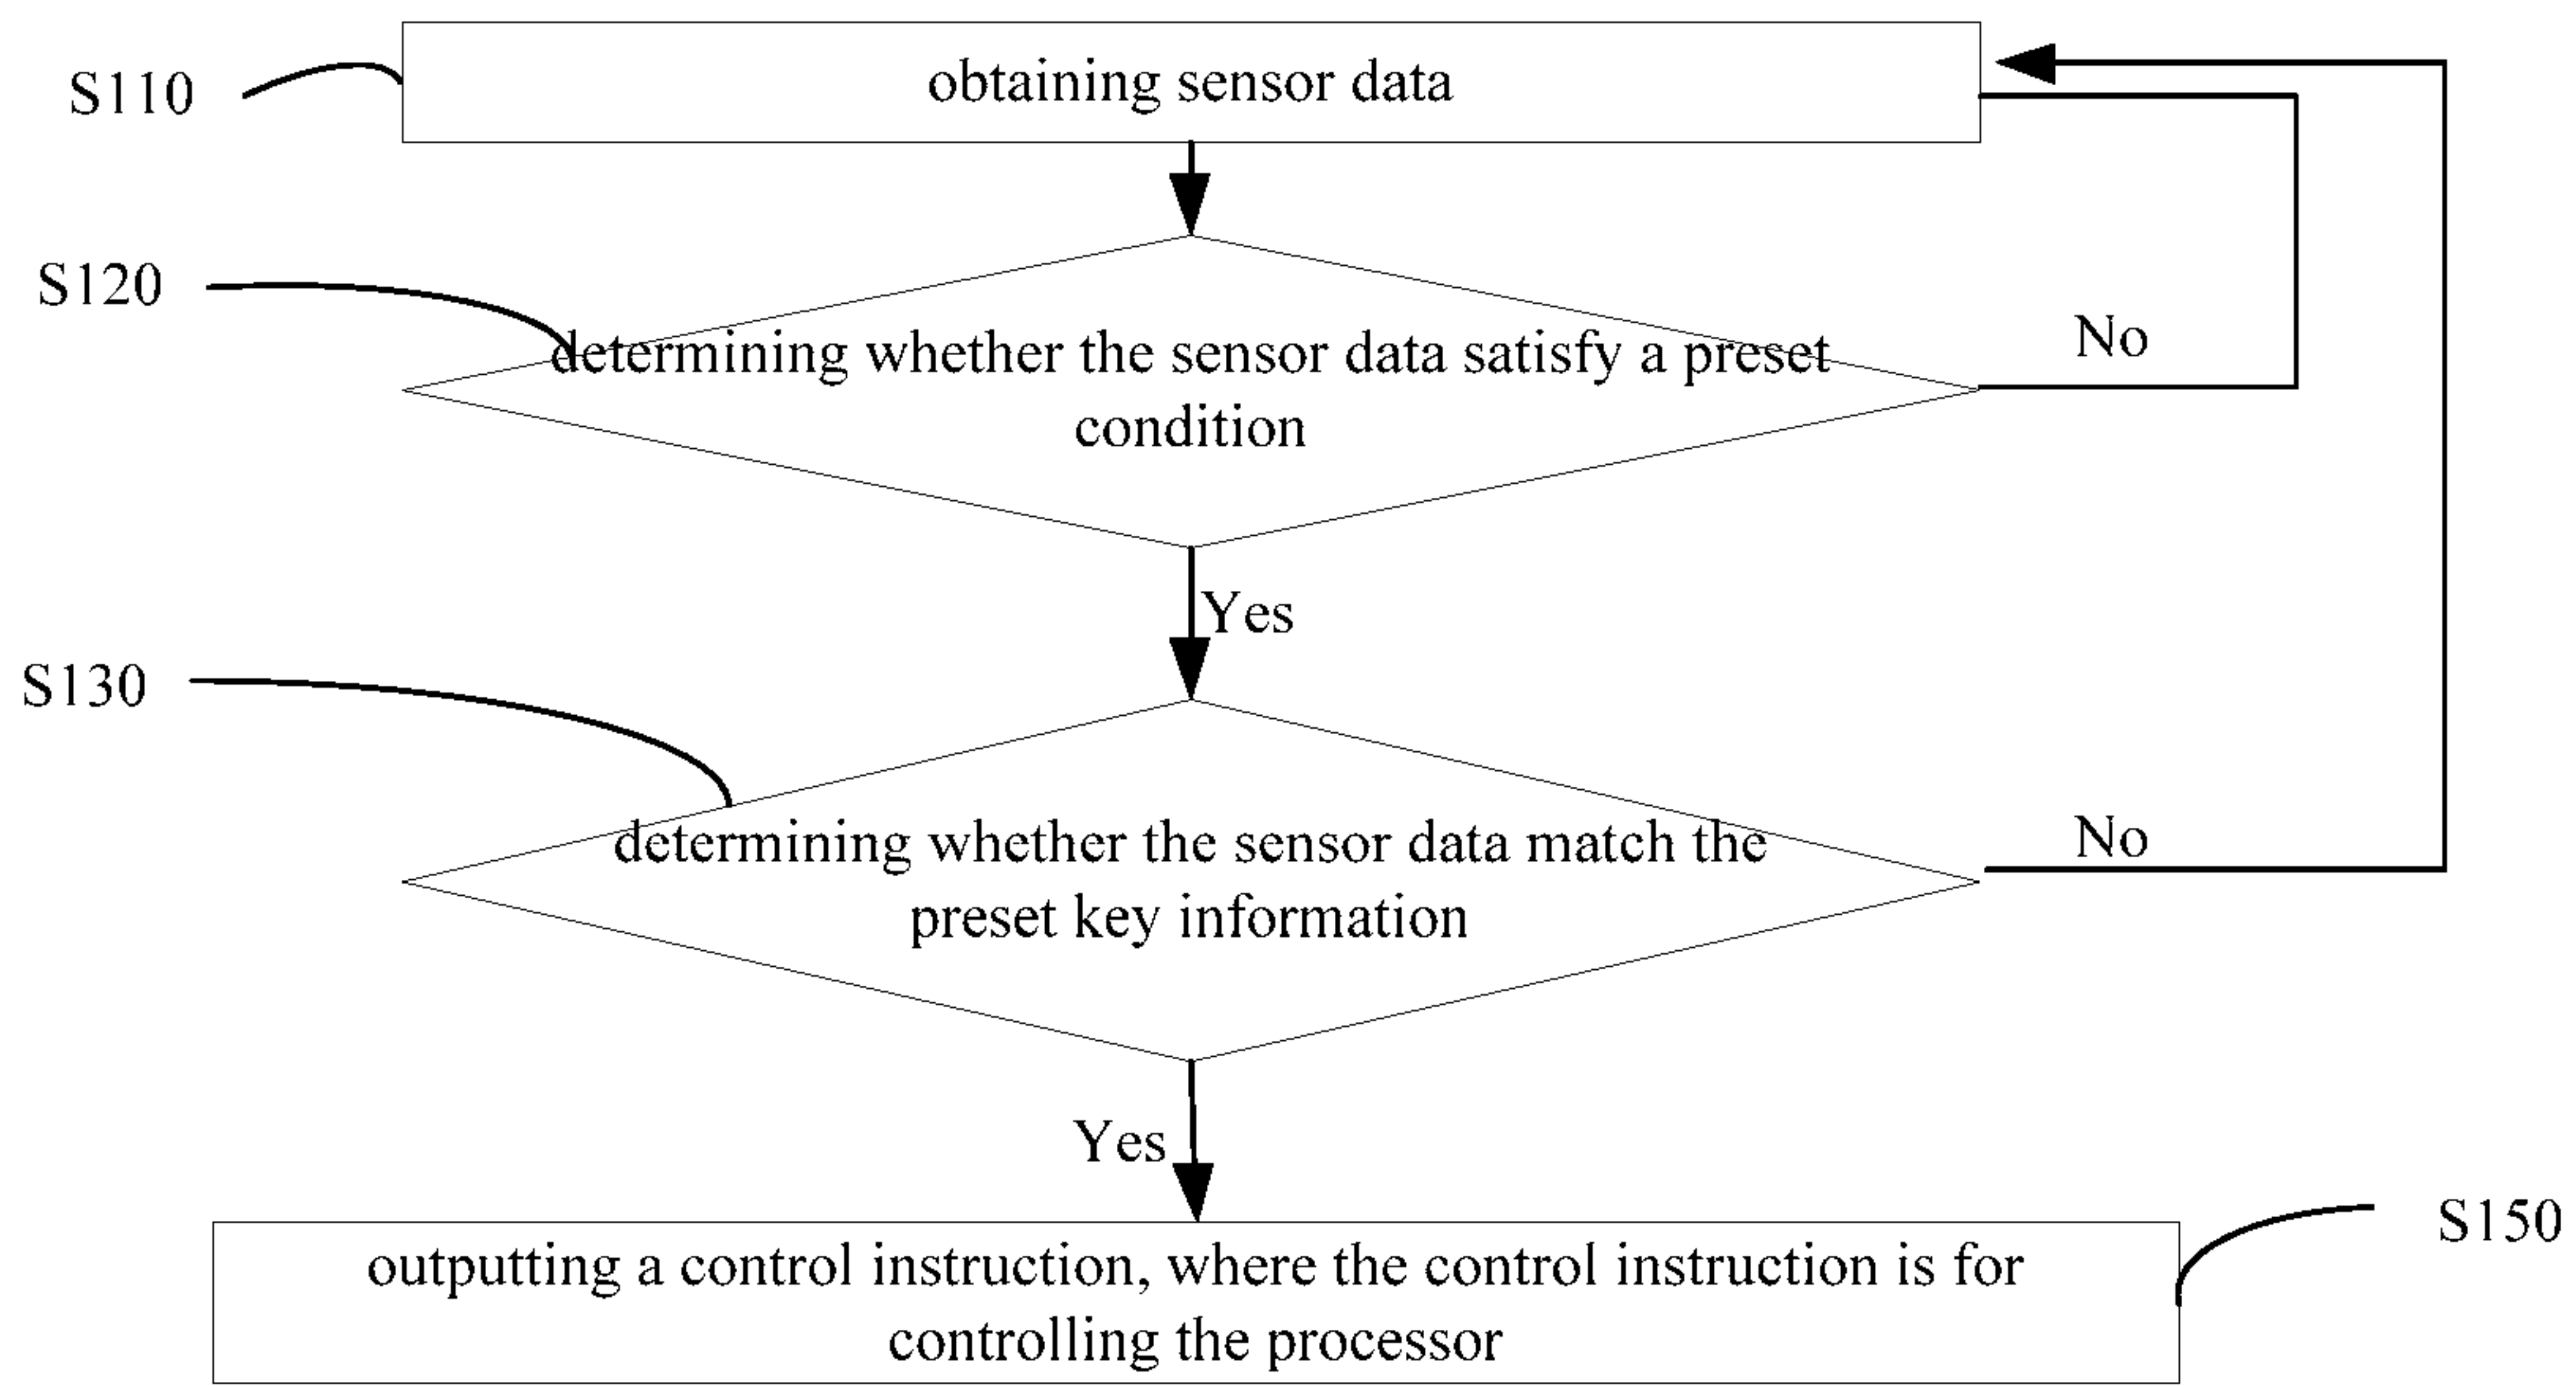 S110
obtaining sensor data
S120
determining whether the sensor data satisfy a preset
condition
No
Yes
S130
determining whether the sensor data match the
preset key information
No
Yes
S150
outputting a control instruction, where the control instruction is for
controlling the processor